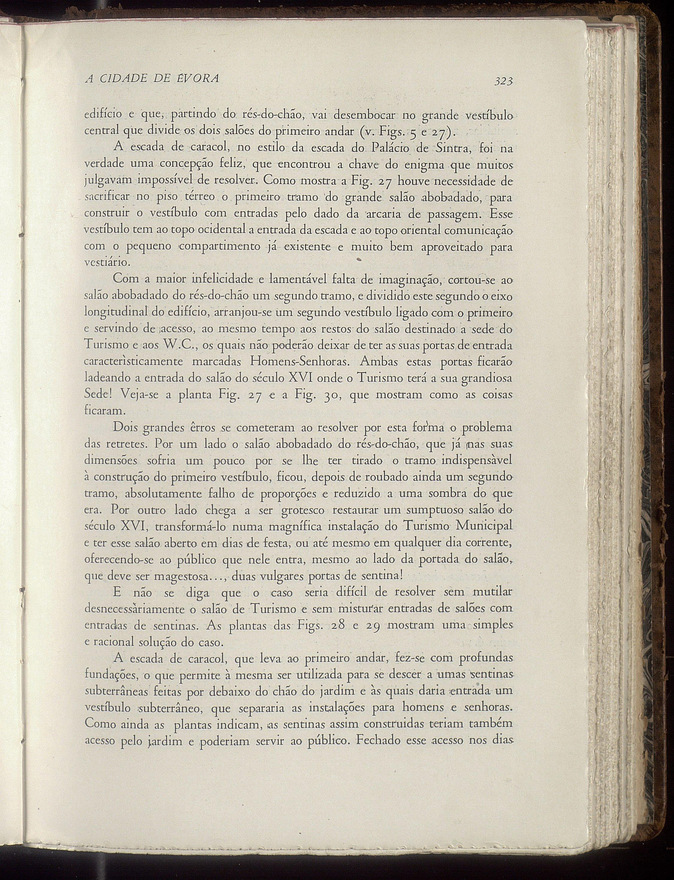 A CIDADE DE ÉVORA 323
edifício e que, partindo do rés-do-chão, vai desembocar no grande vestíbulo
central que divide os dois salões do primeiro andar (v. Figs. 5 e 27).
A escada de caracol, no estilo da escada do Palácio de Sintra, foi na
verdade uma concepção feliz, que encontrou a chave do enigma que muitos
julgavam impossível de resolver. Como mostra a Fig. 27 houve necessidade de
sacrificar no piso térreo o primeiro tramo do grande salão abobadado, para
construir o vestíbulo com entradas pelo dado da arcaria de passagem. Esse
vestíbulo tem ao topo ocidental a entrada da escada e ao topo oriental comunicação
com o pequeno compartimento já existente e muito bem aproveitado para
vestiário.
Com a maior infelicidade e lamentável falta de imaginação, cortou-se ao
salão abobadado do rés-do-chão um segundo tramo, e dividido este segundo o eixo
longitudinal do edifício, arranjou-se um segundo vestíbulo ligado com o primeiro
e servindo de acesso, ao mesmo tempo aos restos do salão destinado a sede do
Turismo e aos W.C., os quais não poderão deixar de ter as suas portas de entrada
caracterìsticamente marcadas Homens-Senhoras. Ambas estas portas ficarão
ladeando a entrada do salão do século XVI onde o Turismo terá a sua grandiosa
Sede! Veja-se a planta Fig. 27 e a Fig. 30, que mostram como as coisas
ficaram.
Dois grandes êrros se cometeram ao resolver por esta forma o problema
das retretes. Por um lado o salão abobadado do rés-do-chão, que já nas suas
dimensões sofria um pouco por se lhe ter tirado o tramo indispensàvel
à construção do primeiro vestíbulo, ficou, depois de roubado ainda um segundo
tramo, absolutamente falho de proporções e reduzido a uma sombra do que
era. Por outro lado chega a ser grotesco restaurar um sumptuoso salão do
século XVI, transformá-lo numa magnífica instalação do Turismo Municipal
e ter esse salão aberto em dias de festa, ou até mesmo em qualquer dia corrente,
oferecendo-se ao público que nele entra, mesmo ao lado da portada do salão,
que deve ser magestosa..., duas vulgares portas de sentina!
E não se diga que o caso seria difícil de resolver sem mutilar
desnecessàriamente o salão de Turismo e sem misturar entradas de salões com
entradas de sentinas. As plantas das Figs. 28 e 29 mostram uma simples
e racional solução do caso.
A escada de caracol, que leva ao primeiro andar, fez-se com profundas
fundações, o que permite à mesma ser utilizada para se descer a umas sentinas
subterrâneas feitas por debaixo do chão do jardim e às quais daria entrada um
vestíbulo subterrâneo, que separaria as instalações para homens e senhoras.
Como ainda as plantas indicam, as sentinas assim construidas teriam também
acesso pelo jardim e poderiam servir ao público. Fechado esse acesso nos dias